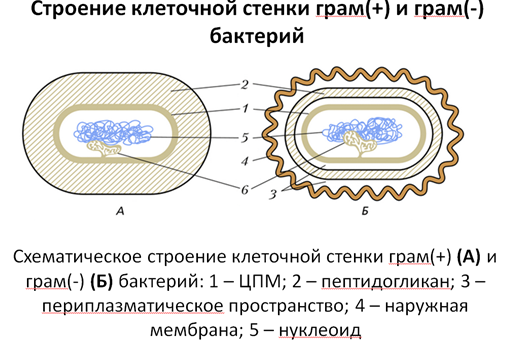 Строение клеточной стенки грам(+) и грам(-)
бактерий
2
1
5
4
6
3
А
Б
Схематическое строение клеточной стенки грам(+) (А) и
грам(-) (Б) бактерий: 1 – ЦПМ; 2 – пептидогликан; 3 –
периплазматическое пространство; 4 – наружная
мембрана; 5 – нуклеоид